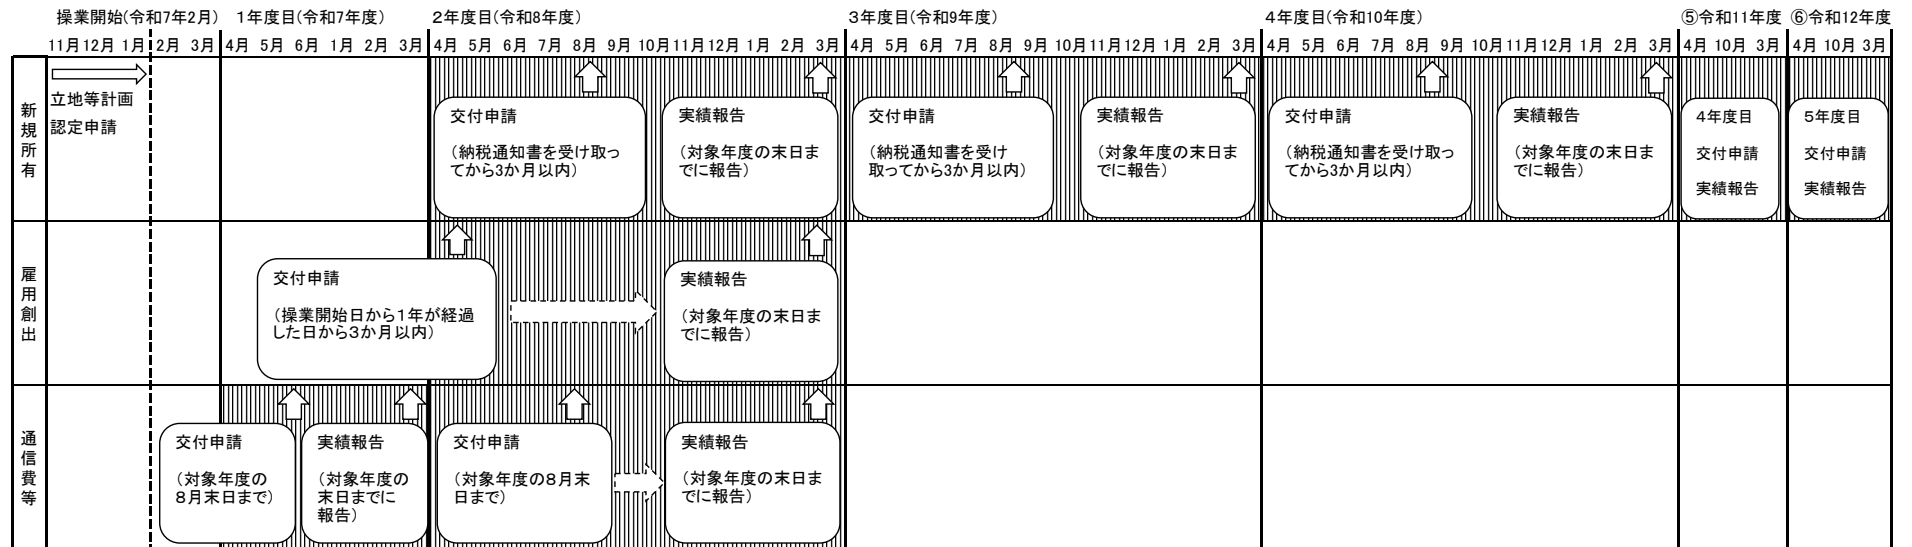 操業開始(令和7年2月) 1年度目(令和7年度) 2年度目(令和8年度) 3年度目(令和9年度) 4年度目(令和10年度) ⑤令和11年度 ⑥令和12年度
11月 12月 1月 2月 3月 4月 5月 6月 1月 2月 3月 4月 5月 6月 7月 8月 9月 10月 11月 12月 1月 2月 3月 4月 5月 6月 7月 8月 9月 10月 11月 12月 1月 2月 3月 4月 5月 6月 7月 8月 9月 10月 11月 12月 1月 2月 3月 4月 10月 3月 4月 10月 3月
新規所有
立地等計画
認定申請
交付申請
(納税通知書を受け取っ
てから3か月以内)
実績報告
(対象年度の末日ま
でに報告)
交付申請
(納税通知書を受け
取ってから3か月以内)
実績報告
(対象年度の末日ま
でに報告)
交付申請
(納税通知書を受け取っ
てから3か月以内)
実績報告
(対象年度の末日ま
でに報告)
4年度目
交付申請
実績報告
5年度目
交付申請
実績報告
雇用創出
交付申請
(操業開始日から1年が経過
した日から3か月以内)
実績報告
(対象年度の末日ま
でに報告)
通信費等
交付申請
(対象年度の
8月末日まで)
実績報告
(対象年度の
末日までに
報告)
交付申請
(対象年度の8月末
日まで)
実績報告
(対象年度の末日ま
でに報告)